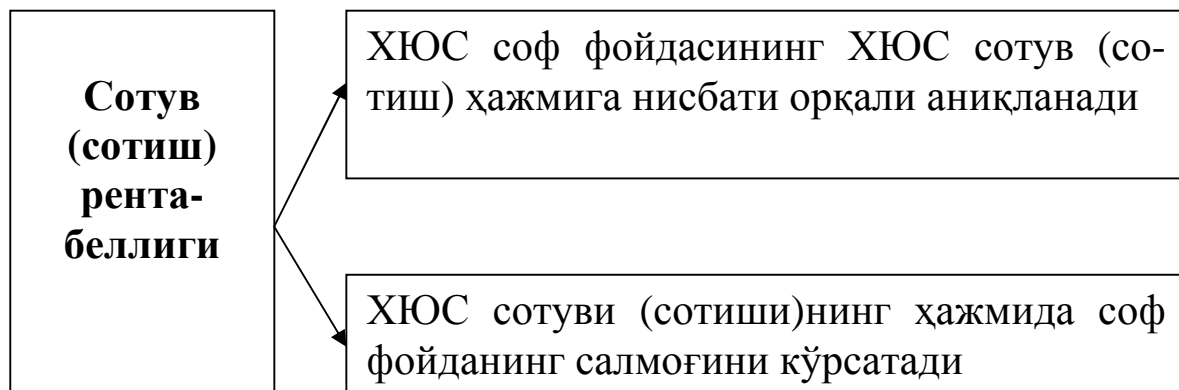 Сотув
(сотиш)
рента-
беллиги
ХЮС соф фойдасининг ХЮС сотув (со-
тиш) ҳажмига нисбати орқали аниқланади
ХЮС сотуви (сотиши)нинг ҳажмида соф
фойданинг салмоғини кўрсатади